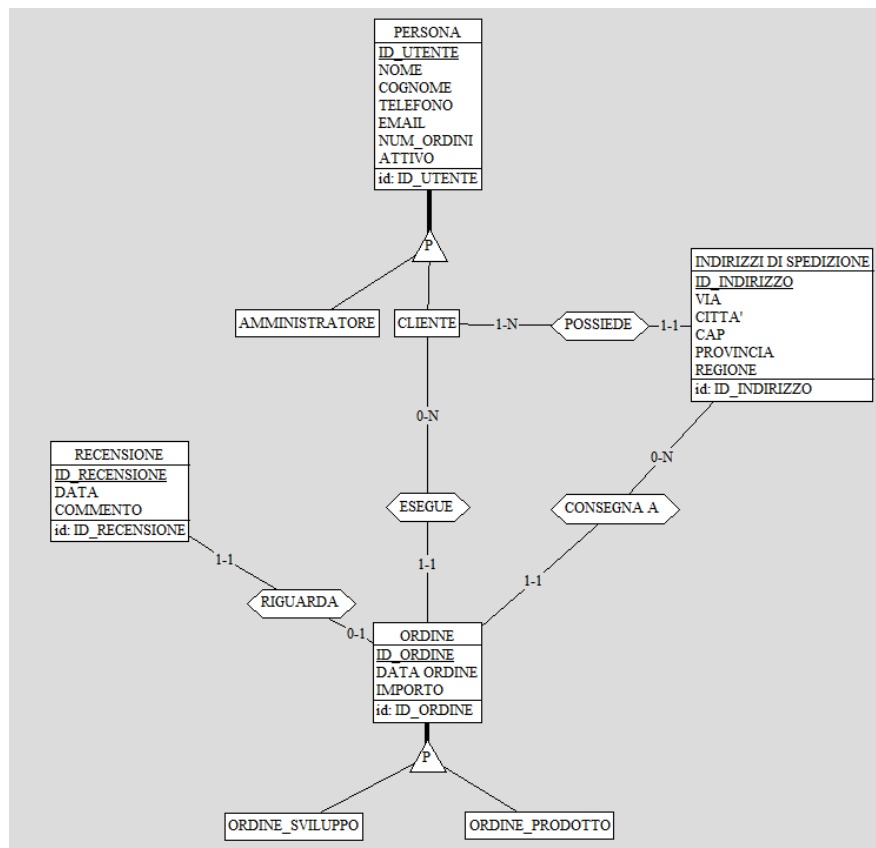 PERSONA
ID_UTENTE
NOME
COGNOME
TELEFONO
EMAIL
NUM_ORDINI
ATTIVO
id: ID_UTENTE
P
AMMINISTRATORE
CLIENTE
1-N
POSSIEDE
1-1
INDIRIZZI DI SPEDIZIONE
ID_INDIRIZZO
VIA
CITTA'
CAP
PROVINCIA
REGIONE
id: ID_INDIRIZZO
0-N
ESEGUE
1-1
0-N
CONSEGNA A
1-1
RECENSIONE
ID_RECENSIONE
DATA
COMMENTO
id: ID_RECENSIONE
1-1
RIGUARDA
0-1
ORDINE
ID_ORDINE
DATA ORDINE
IMPORTO
id: ID_ORDINE
P
ORDINE_SVILUPPO
ORDINE_PRODOTTO